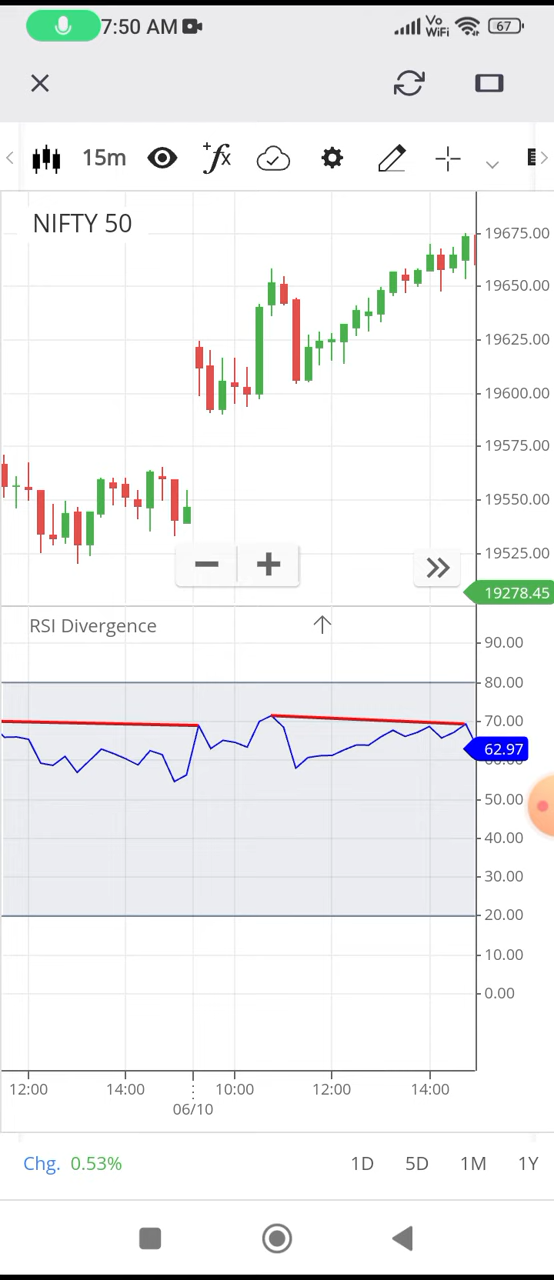 7:50 AM
Vo
WiFi
67
15m
fx
NIFTY 50
19675.00
19650.00
19625.00
19600.00
19575.00
19550.00
19525.00
19278.45
RSI Divergence
90.00
80.00
70.00
62.97
50.00
40.00
30.00
20.00
10.00
0.00
12:00
14:00
10:00
12:00
14:00
06/10
Chg. 0.53%
1D
5D
1M
1Y